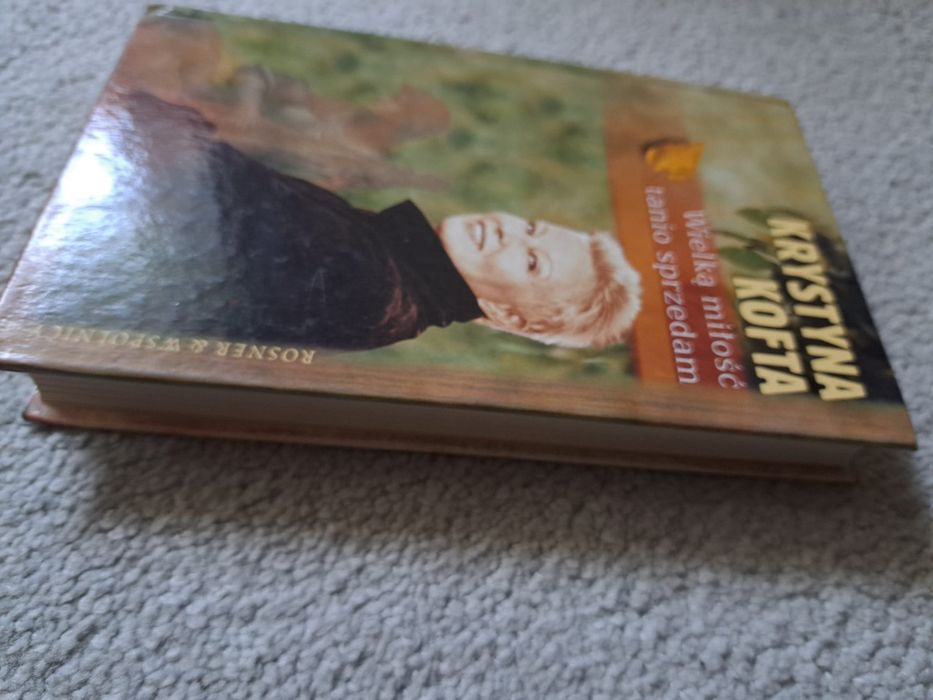 KRYSTYNA
KOFTA
Wielką miłość
tanio sprzedam
ROSNER & WSPÓLNICY